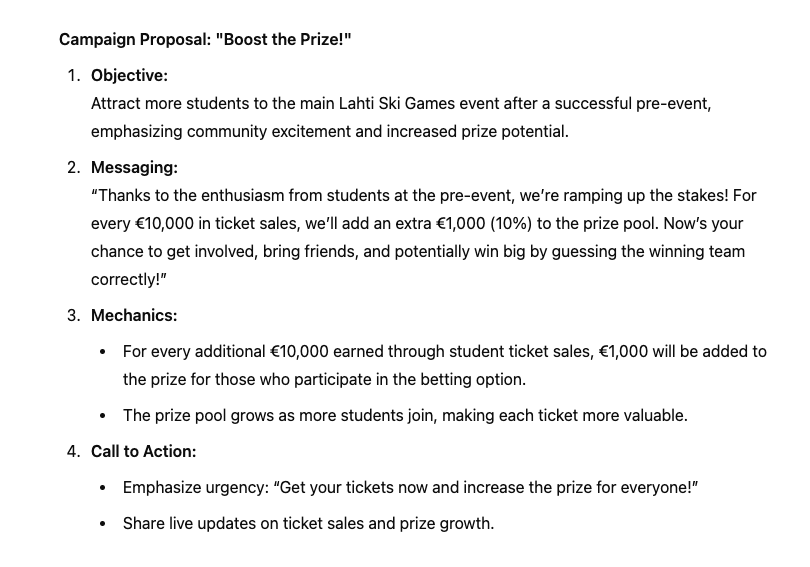 Campaign Proposal: "Boost the Prize!"
1. Objective:
Attract more students to the main Lahti Ski Games event after a successful pre-event,
emphasizing community excitement and increased prize potential.
2. Messaging:
“Thanks to the enthusiasm from students at the pre-event, we’re ramping up the stakes! For
every €10,000 in ticket sales, we’ll add an extra €1,000 (10%) to the prize pool. Now’s your
chance to get involved, bring friends, and potentially win big by guessing the winning team
correctly!”
3. Mechanics:
• For every additional €10,000 earned through student ticket sales, €1,000 will be added to
the prize for those who participate in the betting option.
• The prize pool grows as more students join, making each ticket more valuable.
4. Call to Action:
• Emphasize urgency: “Get your tickets now and increase the prize for everyone!”
• Share live updates on ticket sales and prize growth.